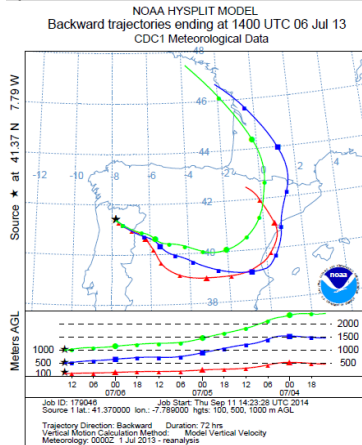 NOAA HYSPLIT MODEL
Backward trajectories ending at 1400 UTC 06 Jul 13
CDC1 Meteorological Data
Source ★ at 41.37 N 7.79 W
48
46
44
42
40
38
-12 -10 -8 -6 -4 -2 0 2 4
noaa
Meters AGL
2000
1500
1000 1000
500 500
100
12 06 00 18 12 06 00 18 12 06 00 18
07/06 07/05 07/04
Job ID: 179046 Job Start: Thu Sep 11 14:23:28 UTC 2014
Source 1 lat.: 41.370000 lon.: -7.789000 hgts: 100, 500, 1000 m AGL
Trajectory Direction: Backward Duration: 72 hrs
Vertical Motion Calculation Method: Model Vertical Velocity
Meteorology: 0000Z 1 Jul 2013 - reanalysis